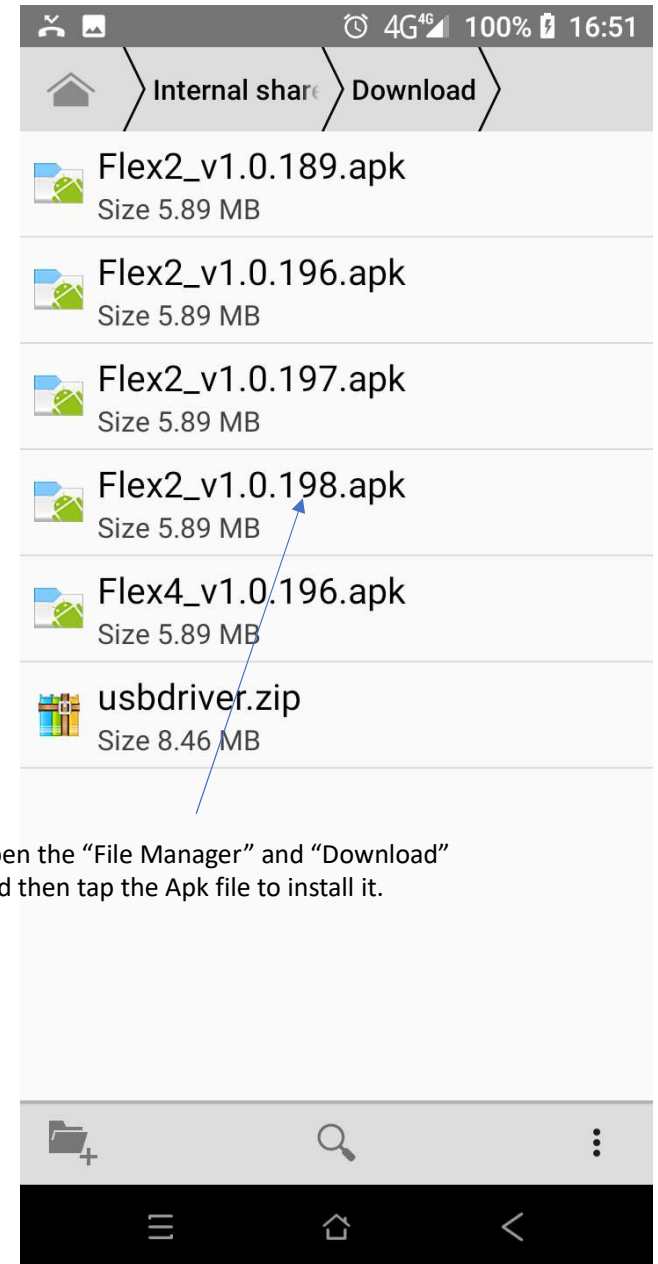 4G 4G 100% 16:51
Internal share Download
Flex2_v1.0.189.apk
Size 5.89 MB
Flex2_v1.0.196.apk
Size 5.89 MB
Flex2_v1.0.197.apk
Size 5.89 MB
Flex2_v1.0.198.apk
Size 5.89 MB
Flex4_v1.0.196.apk
Size 5.89 MB
usbdriver.zip
Size 8.46 MB
pen the “File Manager” and “Download”
d then tap the Apk file to install it.